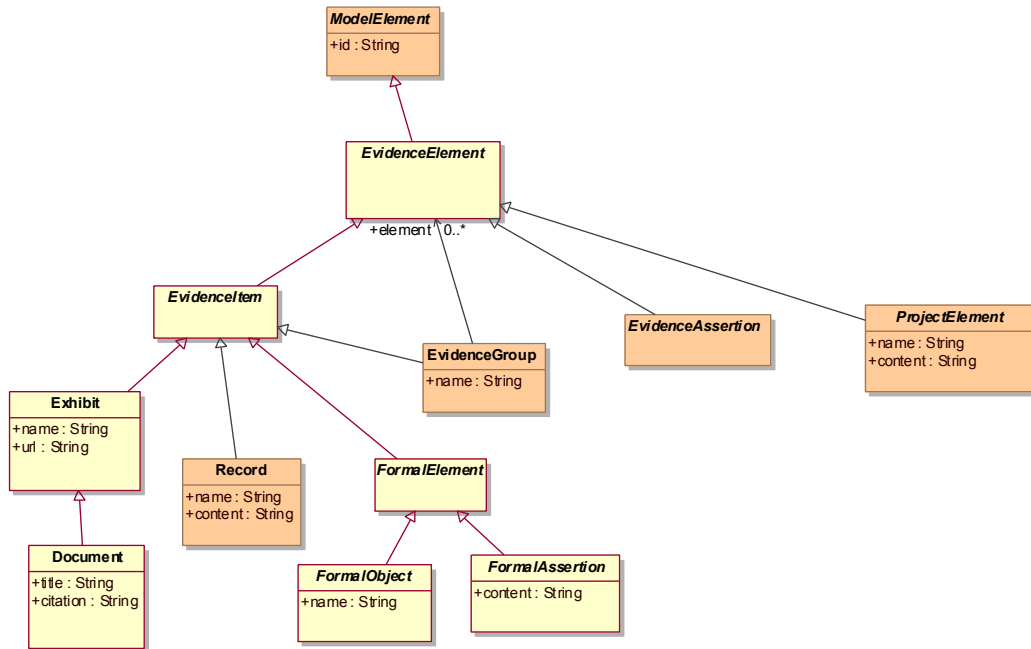 ModelElement
+id : String
EvidenceElement
+element 0..*
EvidenceItem
EvidenceAssertion
ProjectElement
+name : String
+content : String
EvidenceGroup
+name : String
Exhibit
+name : String
+url : String
Record
+name : String
+content : String
FormalElement
Document
+title : String
+citation : String
FormalObject
+name : String
FormalAssertion
+content : String